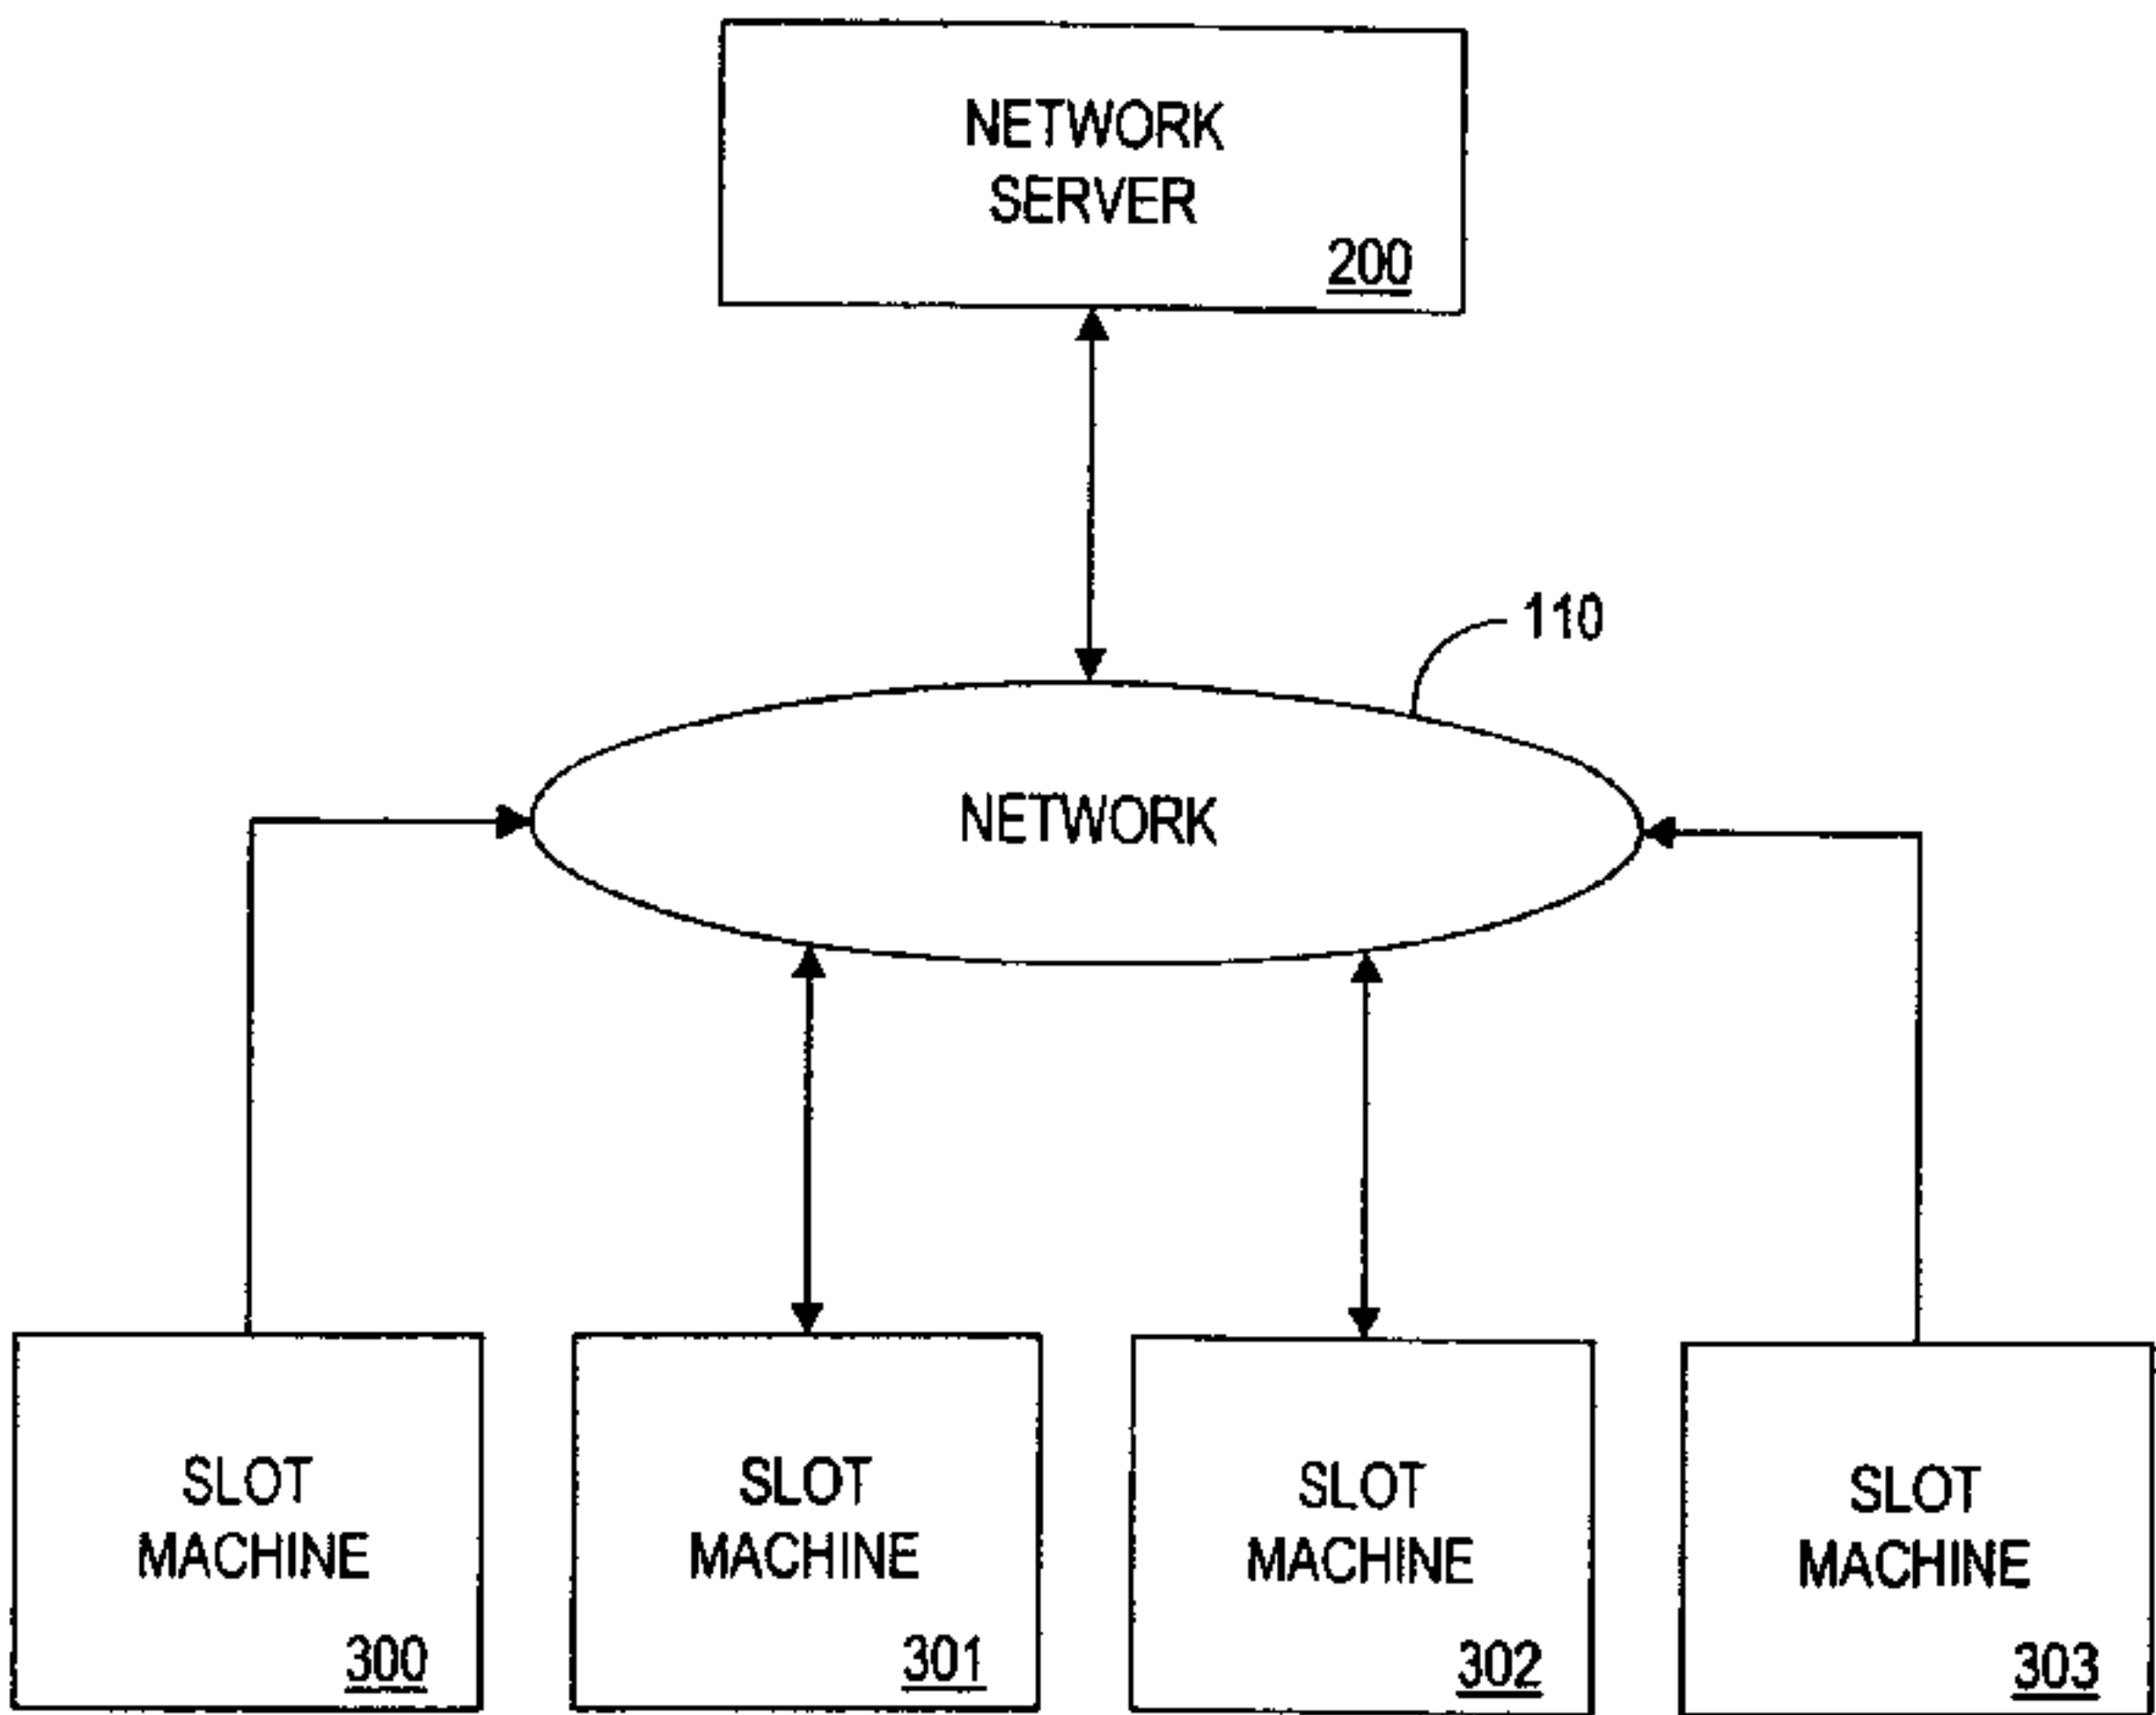 NETWORK
SERVER
200
110
NETWORK
SLOT
MACHINE
300
SLOT
MACHINE
301
SLOT
MACHINE
302
SLOT
MACHINE
303